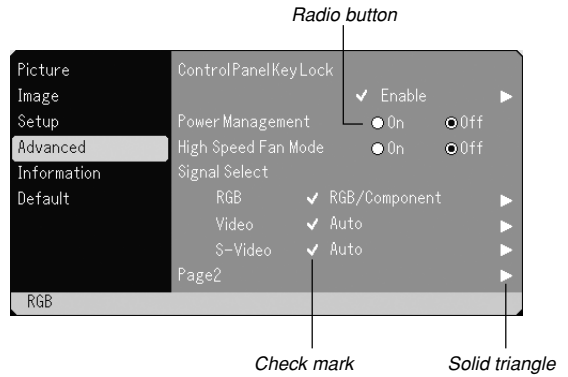 Radio button
Picture
Image
Setup
Advanced
Information
Default
ControlPanelKeyLock
Enable
Power Management On Off
High Speed Fan Mode On Off
Signal Select
RGB RGB/Component
Video Auto
S-Video Auto
Page2
RGB
Check mark
Solid triangle